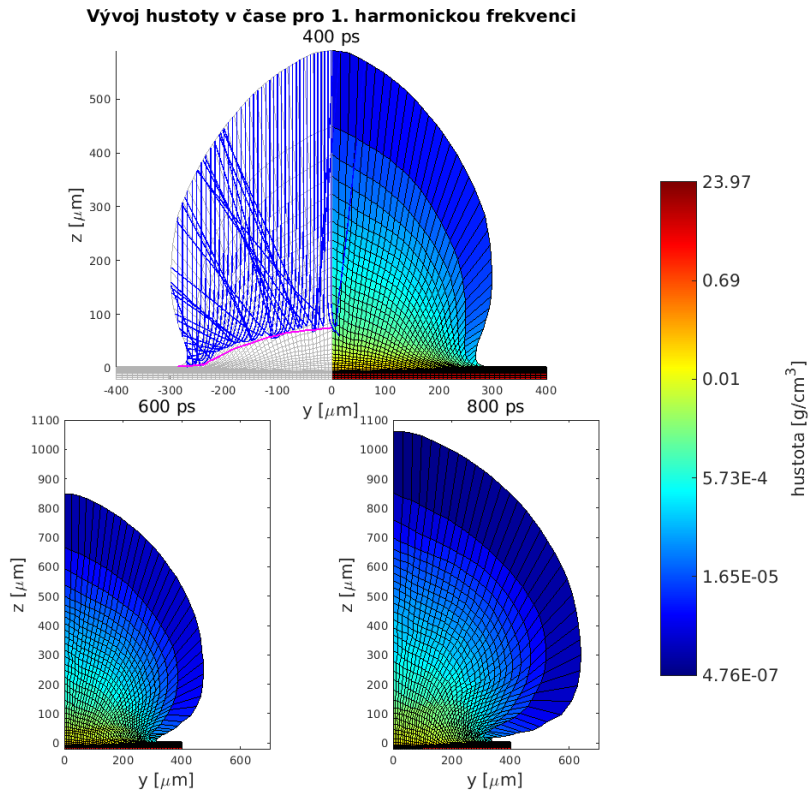 Vývoj hustoty v čase pro 1. harmonickou frekvenci
400 ps
500
400
300
200
100
0
z [μm]
-400 -300 -200 -100 0 100 200 300 400
y [μm]
600 ps
1100
1000
900
800
700
600
500
400
300
200
100
0
z [μm]
0 200 400 600
y [μm]
800 ps
1100
1000
900
800
700
600
500
400
300
200
100
0
z [μm]
0 200 400 600
y [μm]
23.97
0.69
0.01
5.73E-4
1.65E-05
4.76E-07
hustota [g/cm³]